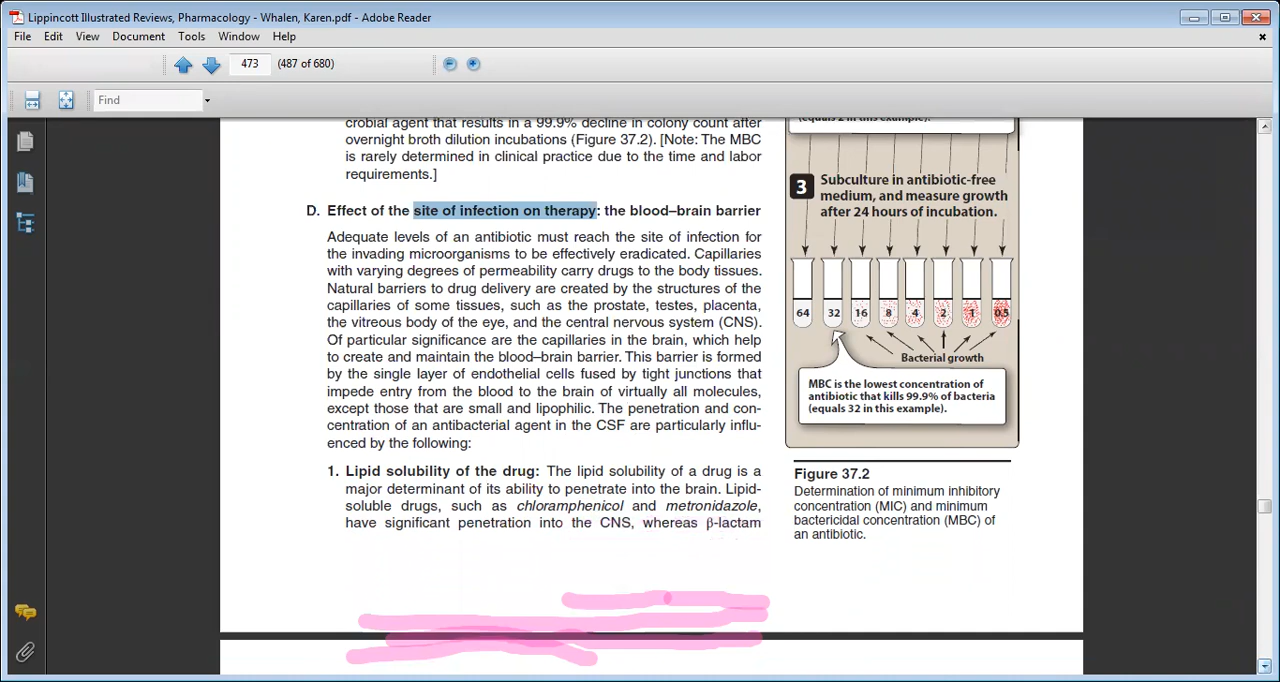 Lippincott Illustrated Reviews, Pharmacology - Whalen, Karen.pdf - Adobe Reader
File Edit View Document Tools Window Help
473 (487 of 680)
Find
crobial agent that results in a 99.9% decline in colony count after
overnight broth dilution incubations (Figure 37.2). [Note: The MBC
is rarely determined in clinical practice due to the time and labor
requirements.]
D. Effect of the site of infection on therapy: the blood–brain barrier
Adequate levels of an antibiotic must reach the site of infection for
the invading microorganisms to be effectively eradicated. Capillaries
with varying degrees of permeability carry drugs to the body tissues.
Natural barriers to drug delivery are created by the structures of the
capillaries of some tissues, such as the prostate, testes, placenta,
the vitreous body of the eye, and the central nervous system (CNS).
Of particular significance are the capillaries in the brain, which help
to create and maintain the blood–brain barrier. This barrier is formed
by the single layer of endothelial cells fused by tight junctions that
impede entry from the blood to the brain of virtually all molecules,
except those that are small and lipophilic. The penetration and con-
centration of an antibacterial agent in the CSF are particularly influ-
enced by the following:
1. Lipid solubility of the drug: The lipid solubility of a drug is a
major determinant of its ability to penetrate into the brain. Lipid-
soluble drugs, such as chloramphenicol and metronidazole,
have significant penetration into the CNS, whereas β-lactam
(equals 2 in this example).
3 Subculture in antibiotic-free
medium, and measure growth
after 24 hours of incubation.
64 32 16 8 4 2 1 0.5
Bacterial growth
MBC is the lowest concentration of
antibiotic that kills 99.9% of bacteria
(equals 32 in this example).
Figure 37.2
Determination of minimum inhibitory
concentration (MIC) and minimum
bactericidal concentration (MBC) of
an antibiotic.